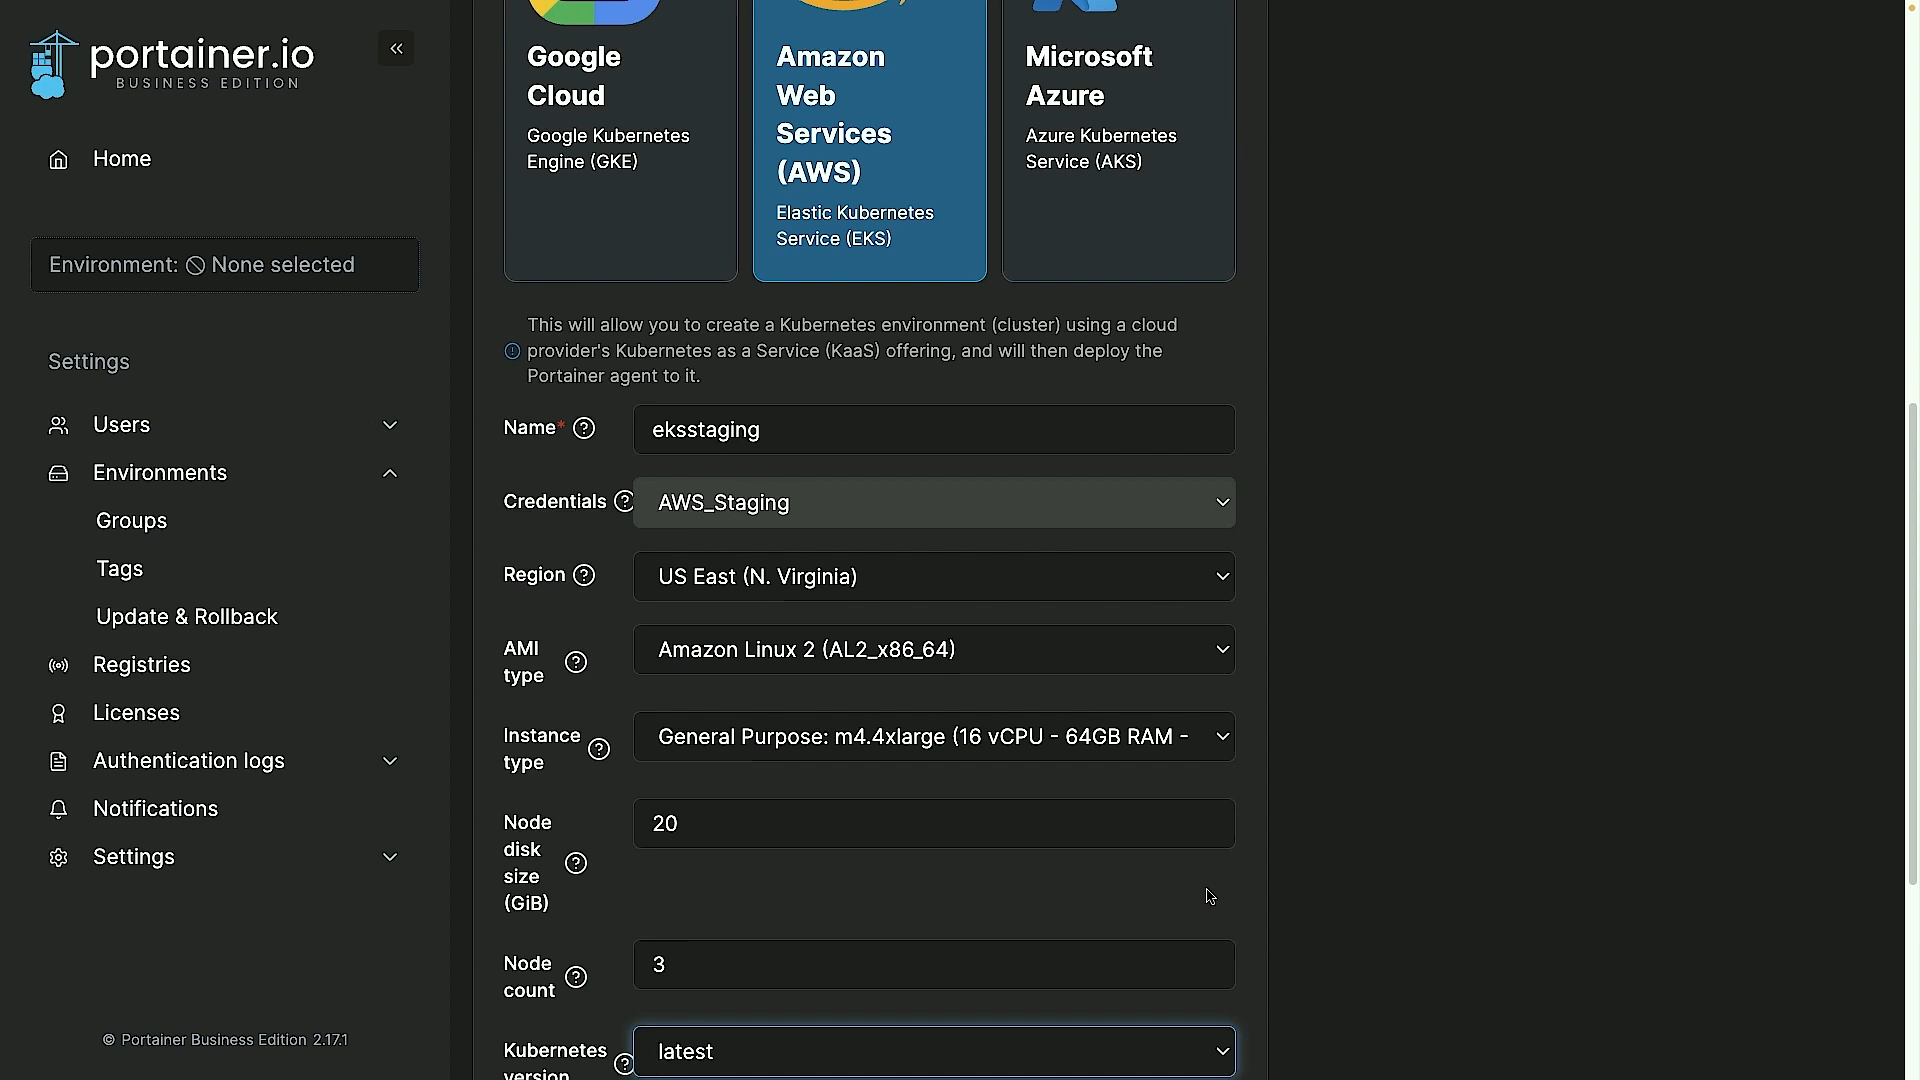 portainer.io
BUSINESS EDITION
Home
Environment: None selected
Settings
Users
Environments
Groups
Tags
Update & Rollback
Registries
Licenses
Authentication logs
Notifications
Settings
© Portainer Business Edition 2.17.1
Google
Cloud
Google Kubernetes
Engine (GKE)
Amazon
Web
Services
(AWS)
Elastic Kubernetes
Service (EKS)
Microsoft
Azure
Azure Kubernetes
Service (AKS)
This will allow you to create a Kubernetes environment (cluster) using a cloud
provider's Kubernetes as a Service (KaaS) offering, and will then deploy the
Portainer agent to it.
Name*
eksstaging
Credentials
AWS_Staging
Region
US East (N. Virginia)
AMI
type
Amazon Linux 2 (AL2_x86_64)
Instance
type
General Purpose: m4.4xlarge (16 vCPU - 64GB RAM -
Node
disk
size
(GiB)
20
Node
count
3
Kubernetes
version
latest